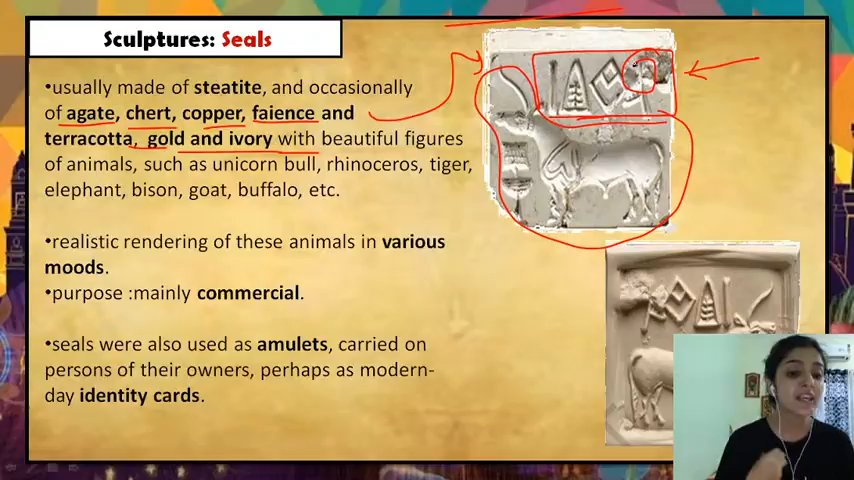 Sculptures: Seals
•usually made of steatite, and occasionally
of agate, chert, copper, faience and
terracotta, gold and ivory with beautiful figures
of animals, such as unicorn bull, rhinoceros, tiger,
elephant, bison, goat, buffalo, etc.
•realistic rendering of these animals in various
moods.
•purpose :mainly commercial.
•seals were also used as amulets, carried on
persons of their owners, perhaps as modern-
day identity cards.